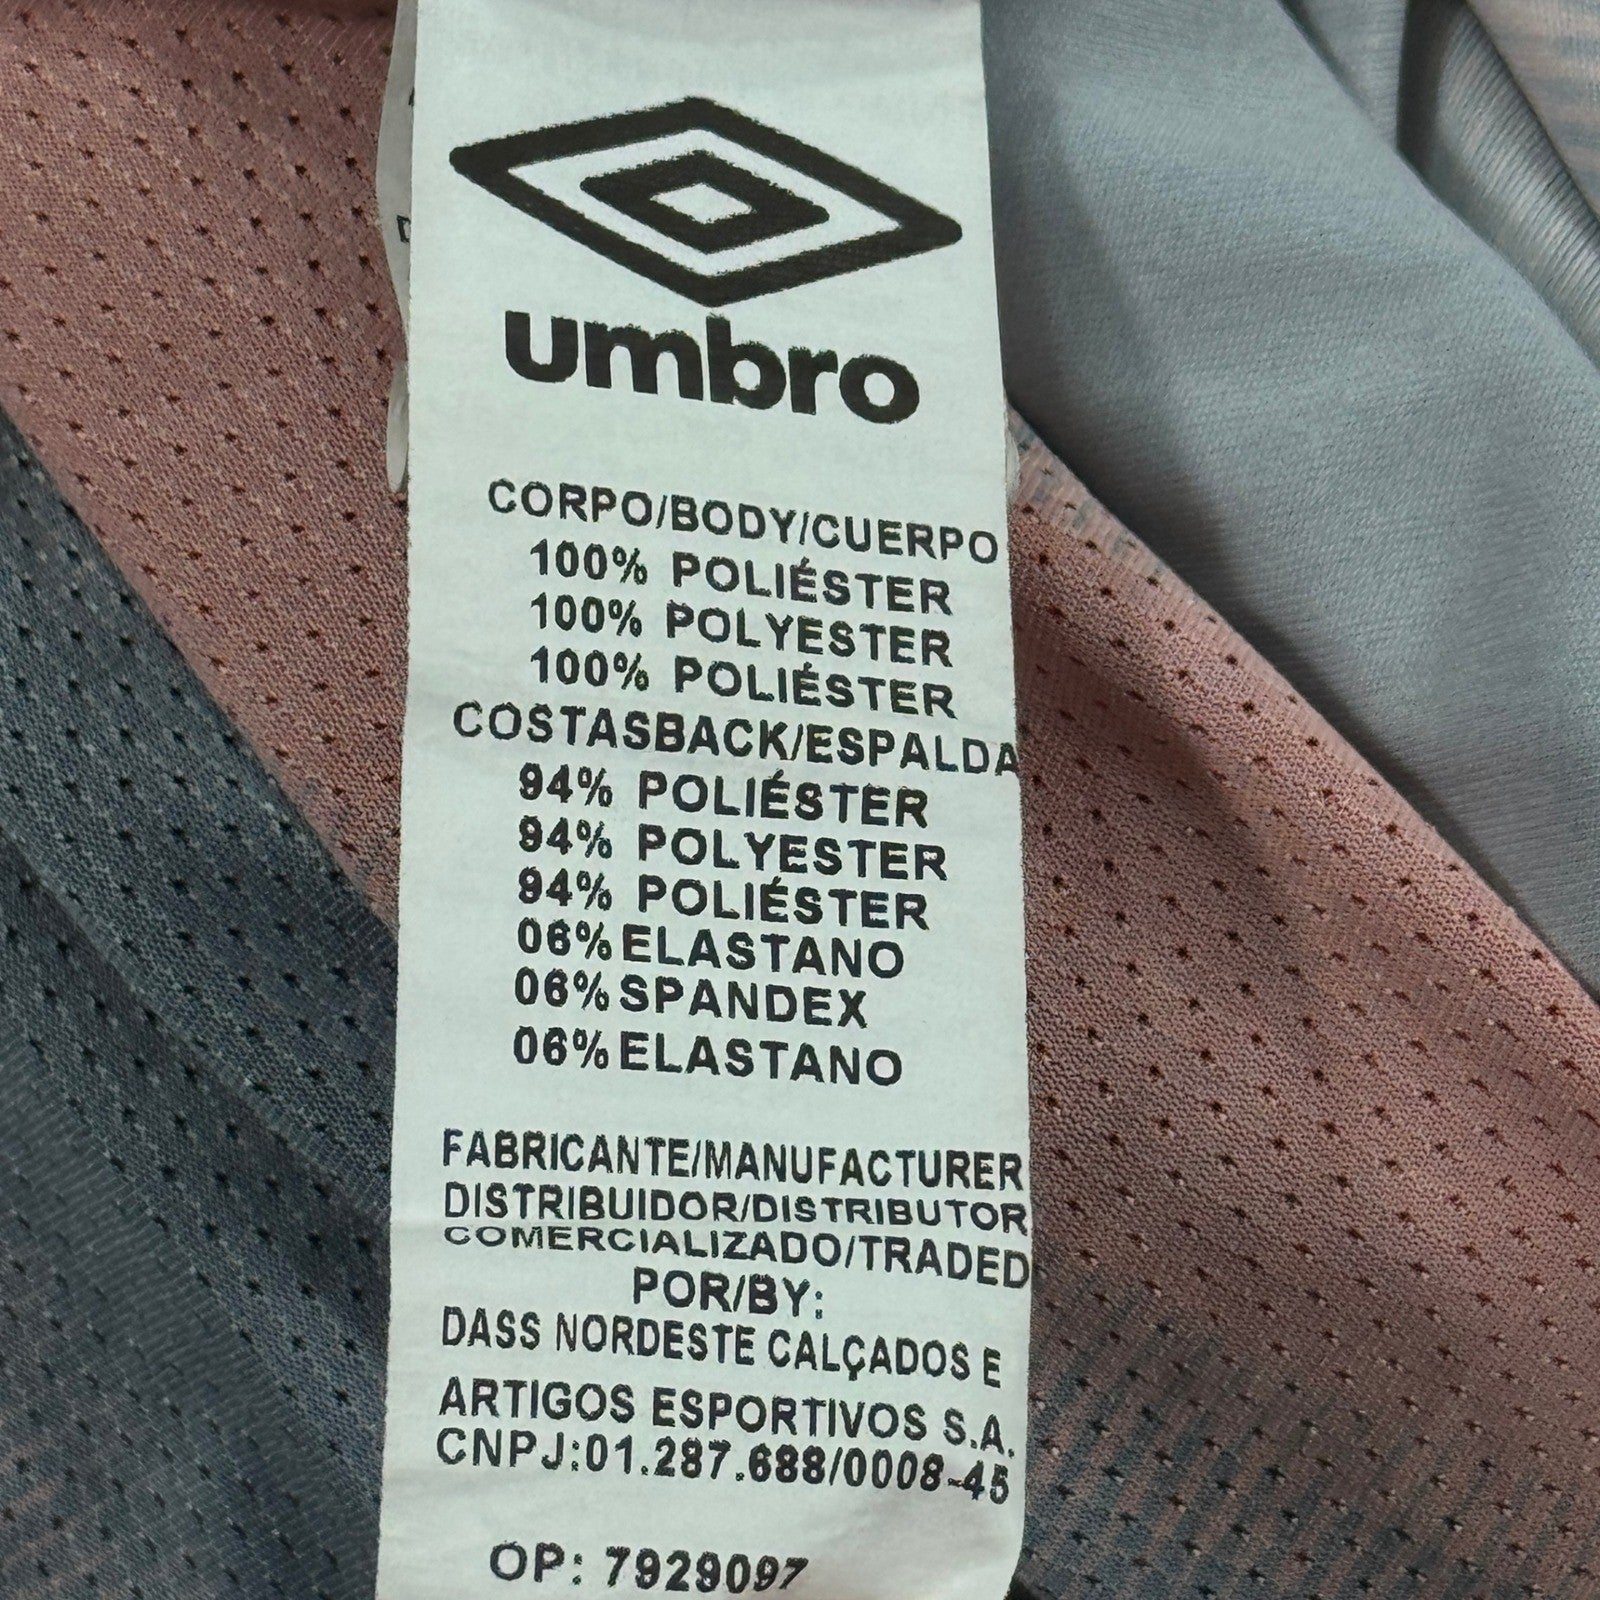 umbro
CORPO/BODY/CUERPO
100% POLIÉSTER
100% POLYESTER
100% POLIÉSTER
COSTASBACK/ESPALDA
94% POLIÉSTER
94% POLYESTER
94% POLIÉSTER
06%ELASTANO
06%SPANDEX
06%ELASTANO
FABRICANTE/MANUFACTURER
DISTRIBUIDOR/DISTRIBUTOR
COMERCIALIZADO/TRADED
POR/BY:
DASS NORDESTE CALÇADOS E
ARTIGOS ESPORTIVOS S.A.
CNPJ:01.287.688/0008-45
OP: 7929097